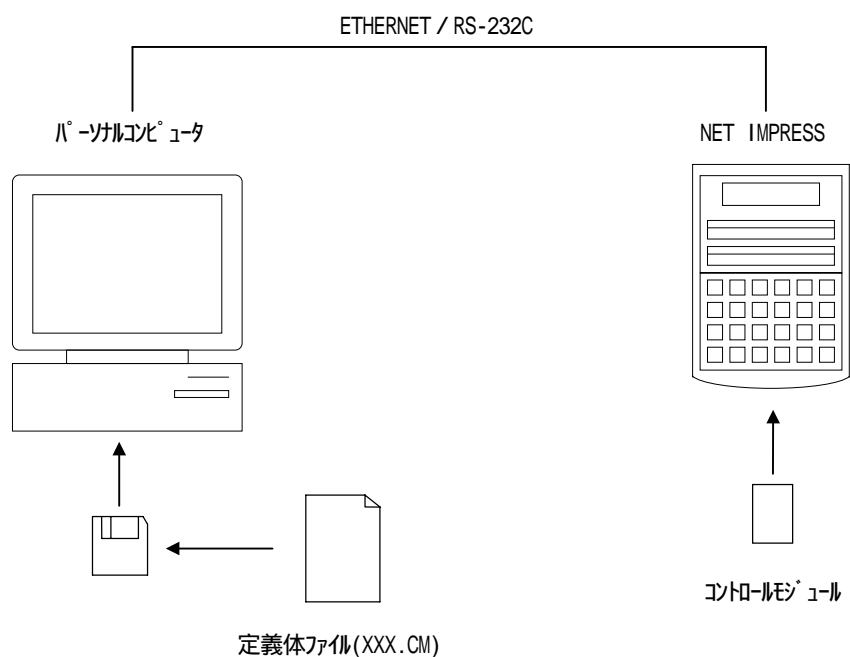 ETHERNET / RS-232C
ﾊﾟｰｿﾅﾙｺﾝﾋﾟｭｰﾀ
NET IMPRESS
ｺﾝﾄﾛｰﾙﾓｼﾞｭｰﾙ
定義体ﾌｧｲﾙ(XXX.CM)